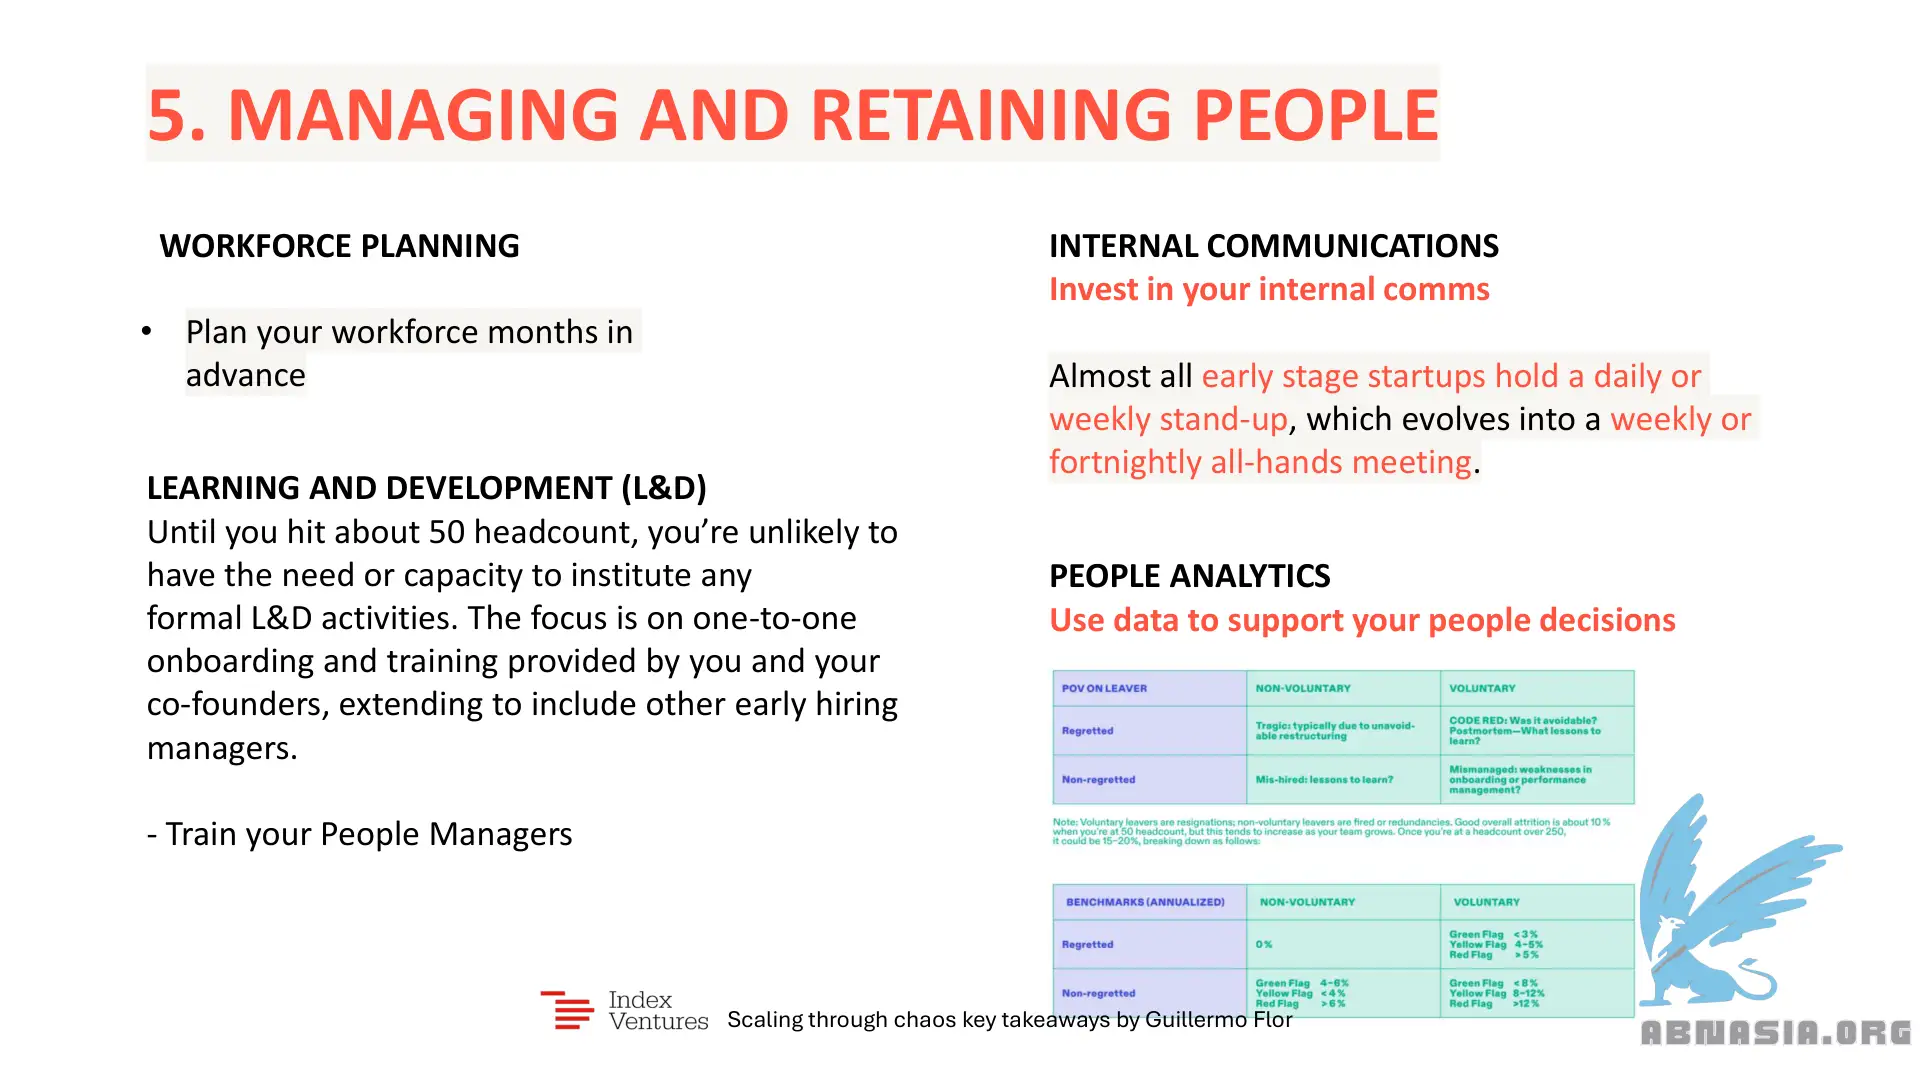 5. MANAGING AND RETAINING PEOPLE
WORKFORCE PLANNING
• Plan your workforce months in
advance
LEARNING AND DEVELOPMENT (L&D)
Until you hit about 50 headcount, you’re unlikely to
have the need or capacity to institute any
formal L&D activities. The focus is on one-to-one
onboarding and training provided by you and your
co-founders, extending to include other early hiring
managers.
- Train your People Managers
INTERNAL COMMUNICATIONS
Invest in your internal comms
Almost all early stage startups hold a daily or
weekly stand-up, which evolves into a weekly or
fortnightly all-hands meeting.
PEOPLE ANALYTICS
Use data to support your people decisions
POV ON LEAVER NON-VOLUNTARY VOLUNTARY
Regretted
Tragic: typically due to unavoid-
able restructuring
CODE RED: Was it avoidable?
Postmortem—What lessons to
learn?
Non-regretted
Mis-hired: lessons to learn?
Mismanaged: weaknesses in
onboarding or performance
management?
Note: Voluntary leavers are resignations; non-voluntary leavers are fired or redundancies. Good overall attrition is about 10%
when you’re at 50 headcount, but this tends to increase as your team grows. Once you’re at a headcount over 250,
it could be 15–20%, breaking down as follows:
BENCHMARKS (ANNUALIZED) NON-VOLUNTARY VOLUNTARY
Regretted
0%
Green Flag <3%
Yellow Flag 4–5%
Red Flag >5%
Non-regretted
Green Flag 4–6%
Yellow Flag <4%
Red Flag >6%
Green Flag <8%
Yellow Flag 8–12%
Red Flag >12%
Index
Ventures
Scaling through chaos key takeaways by Guillermo Flor
ABNASIA.ORG